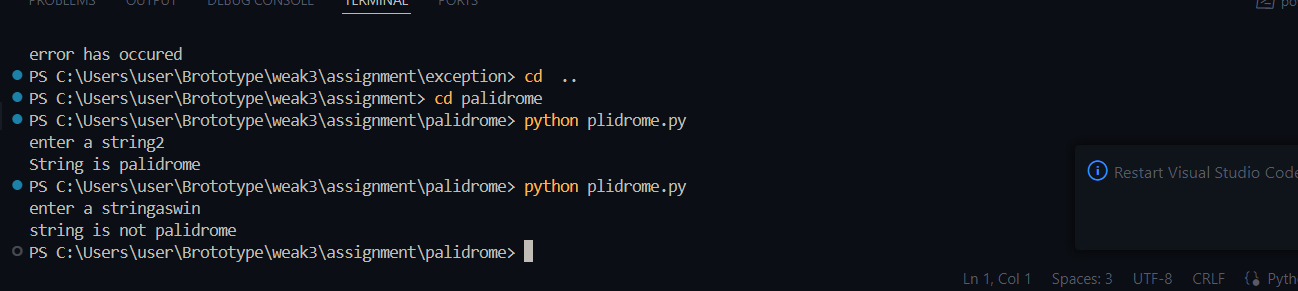 PROBLEMS OUTPUT DEBUG CONSOLE TERMINAL PORTS
error has occured
PS C:\Users\user\Brototype\weak3\assignment\exception> cd  ..
PS C:\Users\user\Brototype\weak3\assignment> cd palidrome
PS C:\Users\user\Brototype\weak3\assignment\palidrome> python plidrome.py
enter a string2
String is palidrome
PS C:\Users\user\Brototype\weak3\assignment\palidrome> python plidrome.py
Restart Visual Studio Code
enter a stringaswin
string is not palidrome
PS C:\Users\user\Brototype\weak3\assignment\palidrome>
Ln 1, Col 1 Spaces: 3 UTF-8 CRLF